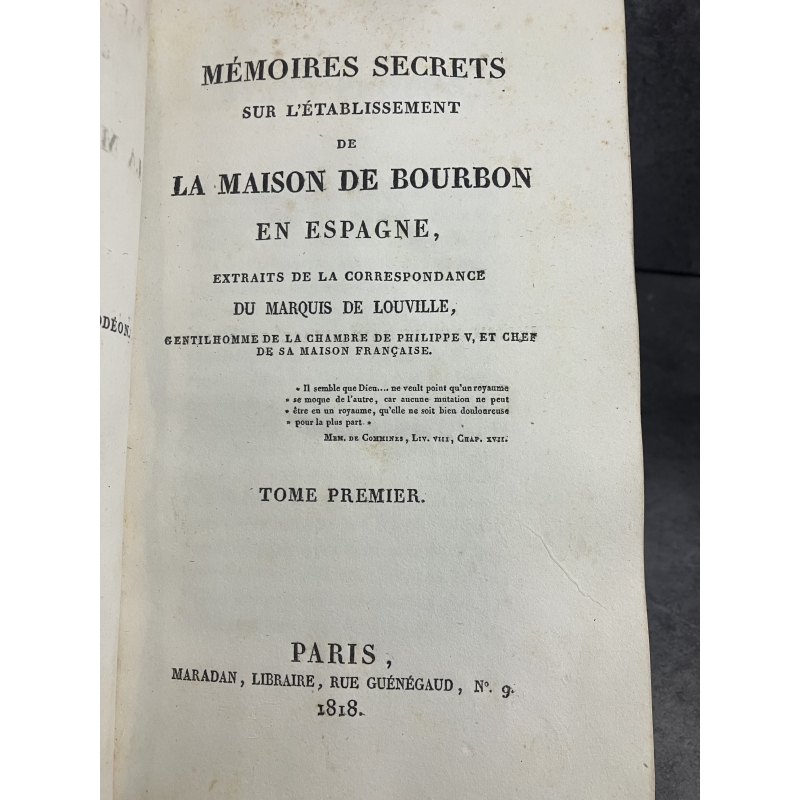 MÉMOIRES SECRETS
SUR L'ÉTABLISSEMENT
DE
LA MAISON DE BOURBON
EN ESPAGNE,
EXTRAITS DE LA CORRESPONDANCE
DU MARQUIS DE LOUVILLE,
GENTILHOMME DE LA CHAMBRE DE PHILIPPE V, ET CHEF
DE SA MAISON FRANÇAISE.
« Il semble que Dieu.... ne veult point qu'un royaume
« se moque de l'autre, car aucune mutation ne peut
« être en un royaume, qu'elle ne soit bien douloureuse
« pour la plus part. »
MEM. DE COMMINES, LIV. VIII, CHAP. XVII.
TOME PREMIER.
PARIS,
MARADAN, LIBRAIRE, RUE GUÉNÉGAUD, N°. 9.
1818.
ODÉON.